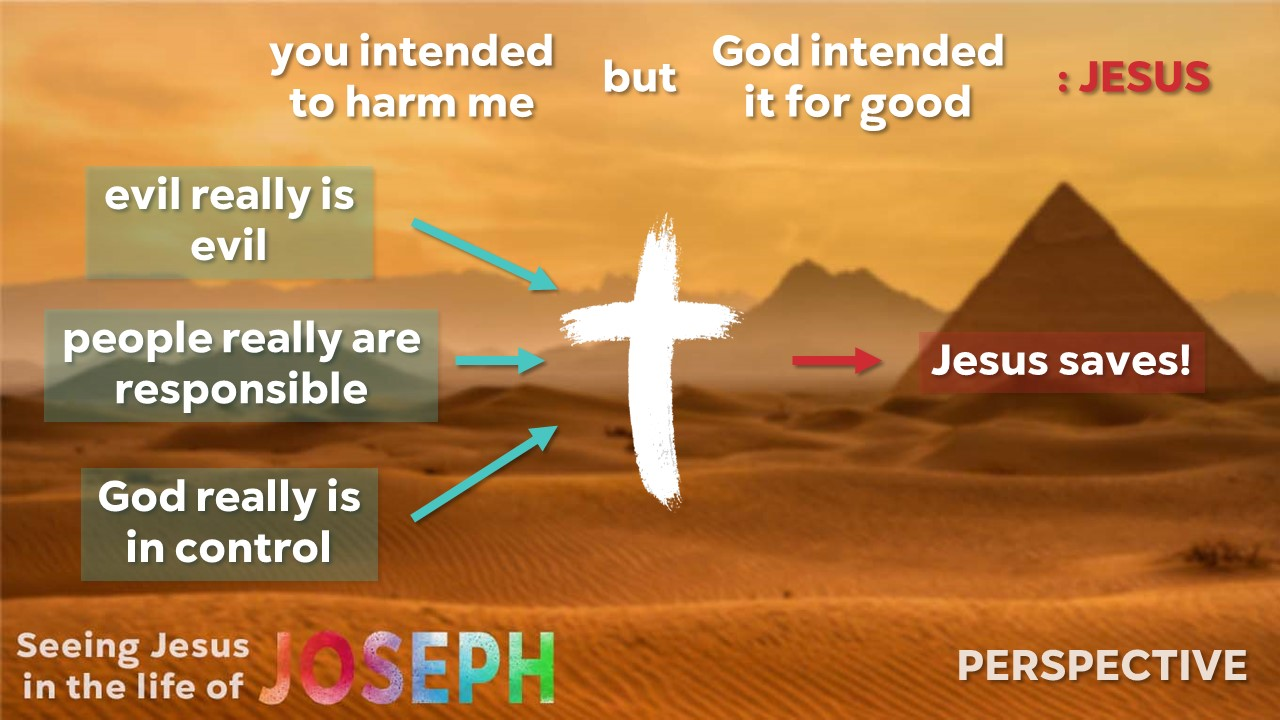 you intended
to harm me
but
God intended
it for good
: JESUS
evil really is
evil
people really are
responsible
God really is
in control
Jesus saves!
Seeing Jesus
in the life of
JOSEPH
PERSPECTIVE